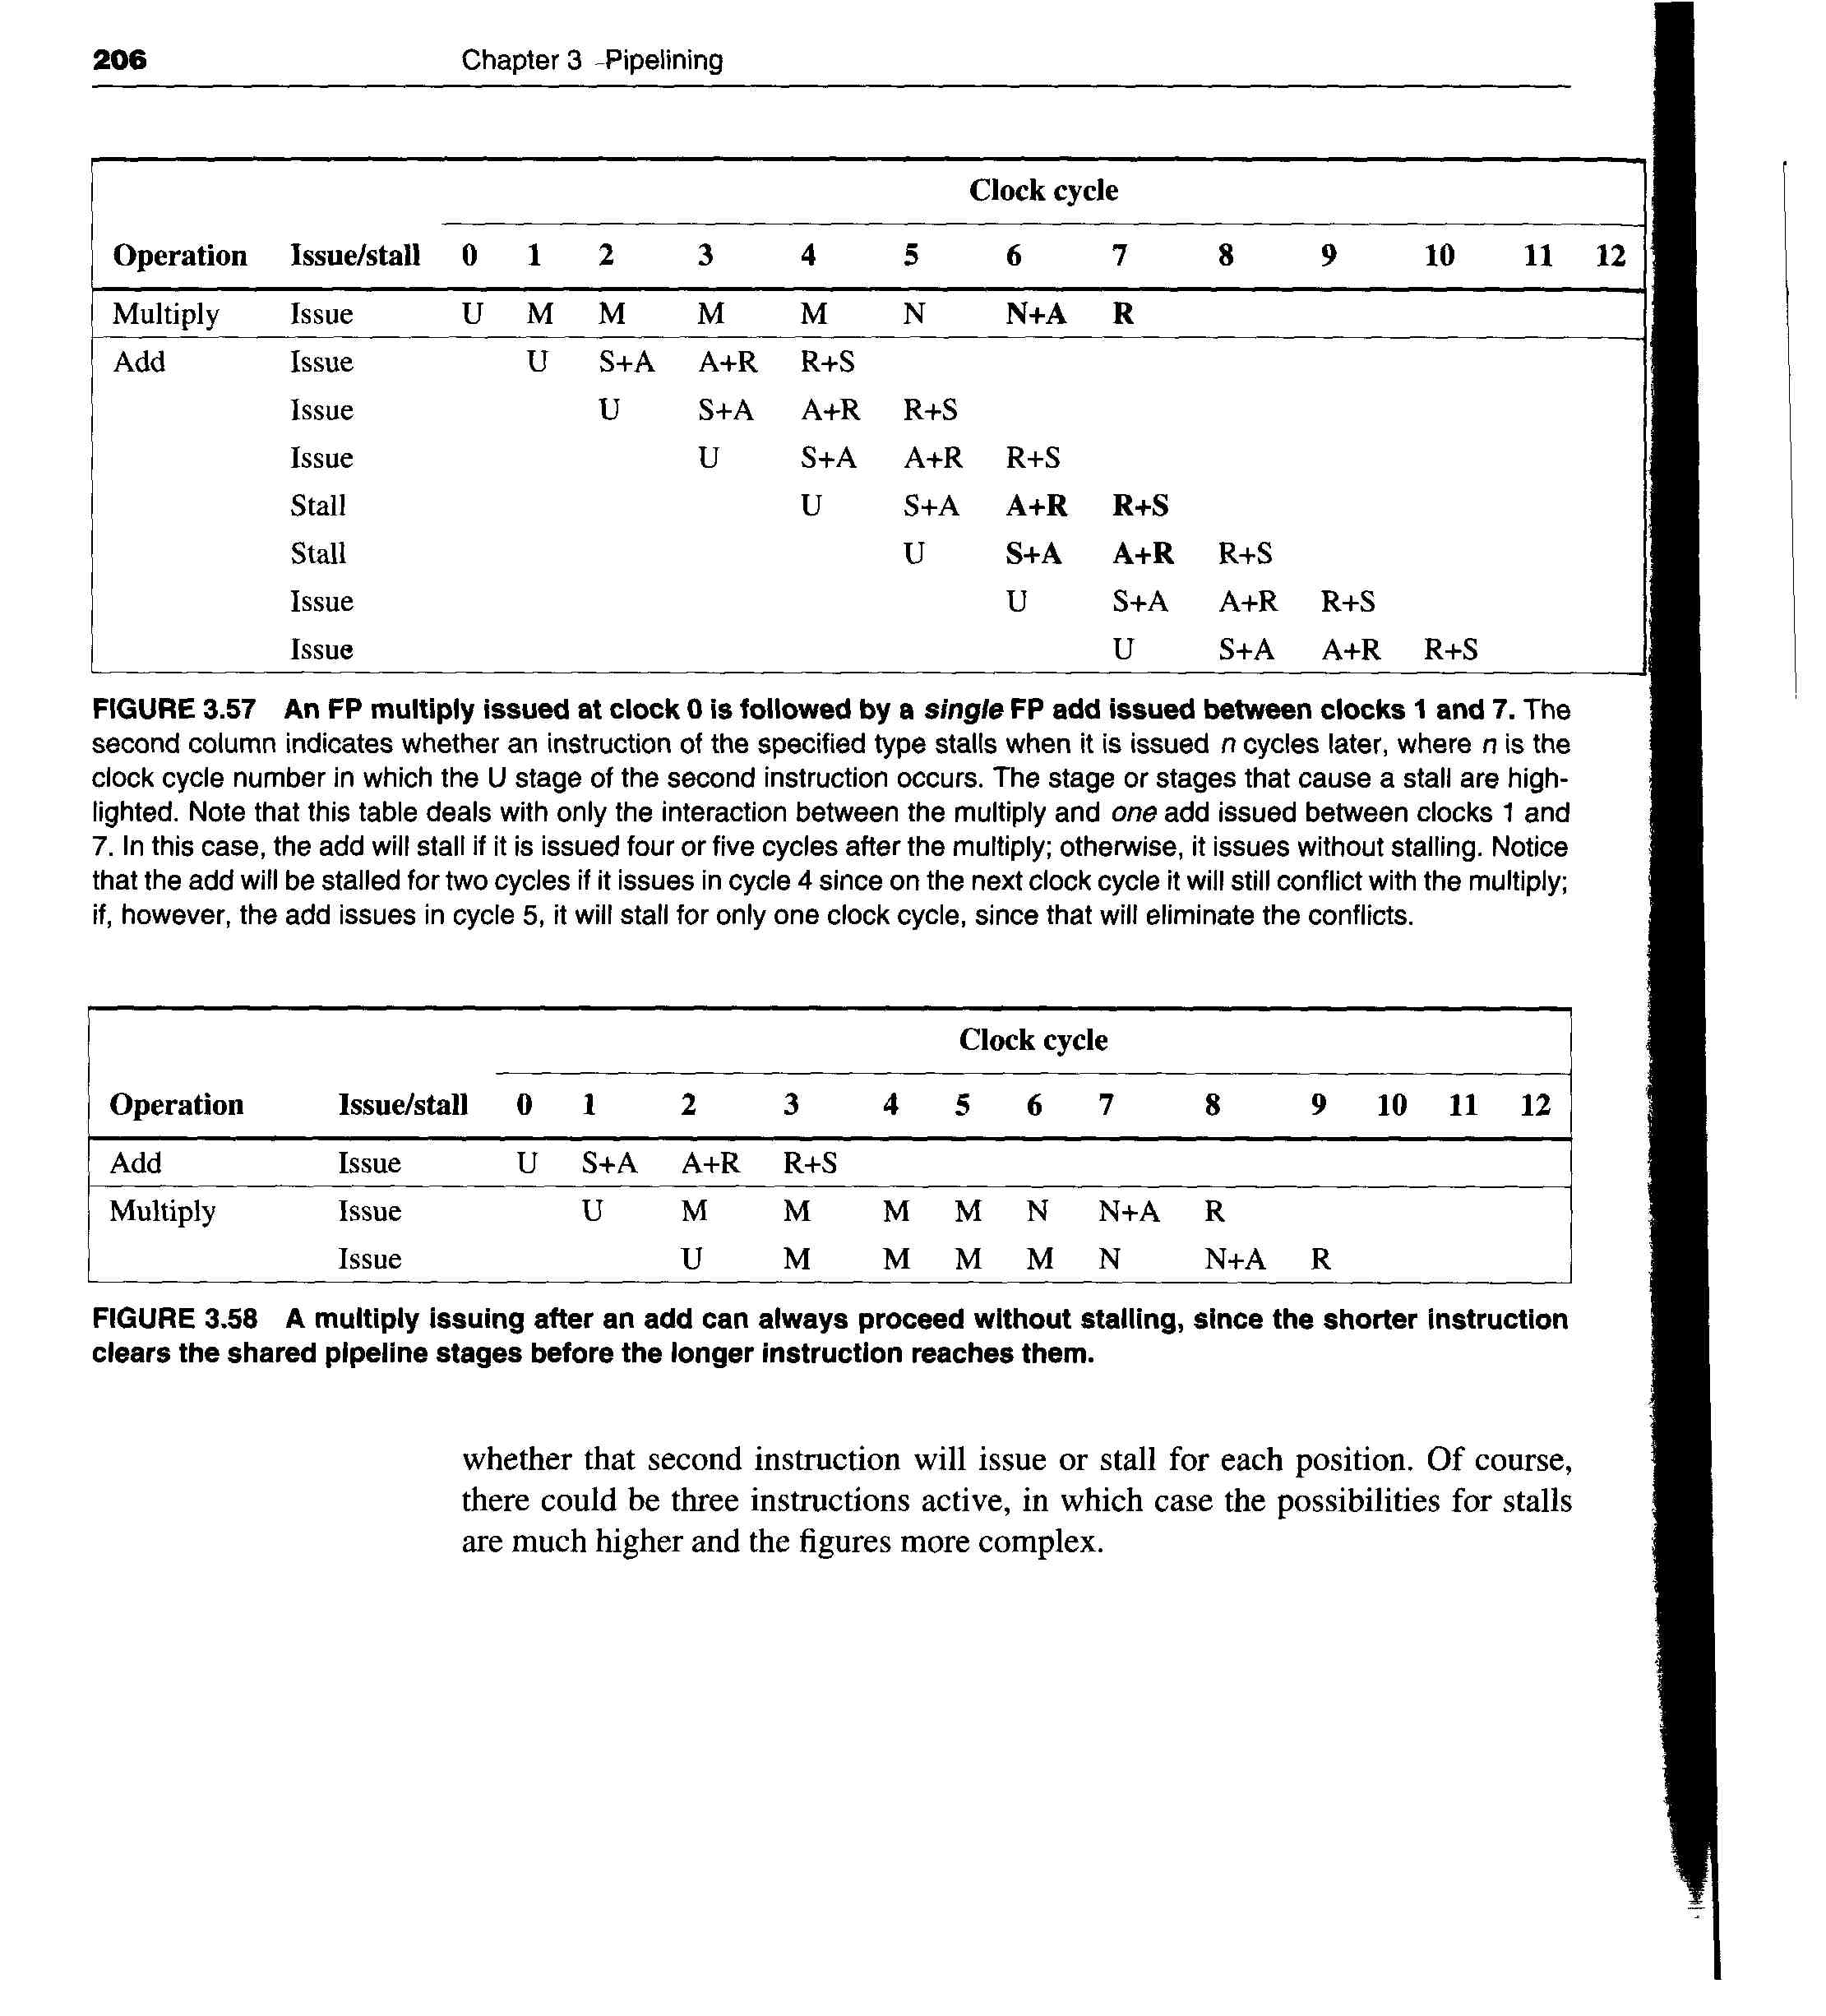 206 Chapter 3 Pipelining
Clock cycle
Operation Issue/stall 0 1 2 3 4 5 6 7 8 9 10 11 12
Multiply Issue U M M M M N N+A R
Add Issue U S+A A+R R+S
Issue U S+A A+R R+S
Issue U S+A A+R R+S
Stall U S+A A+R R+S
Stall U S+A A+R R+S
Issue U S+A A+R R+S
Issue U S+A A+R R+S
FIGURE 3.57 An FP multiply issued at clock 0 is followed by a single FP add issued between clocks 1 and 7. The
second column indicates whether an instruction of the specified type stalls when it is issued n cycles later, where n is the
clock cycle number in which the U stage of the second instruction occurs. The stage or stages that cause a stall are high-
lighted. Note that this table deals with only the interaction between the multiply and one add issued between clocks 1 and
7. In this case, the add will stall if it is issued four or five cycles after the multiply; otherwise, it issues without stalling. Notice
that the add will be stalled for two cycles if it issues in cycle 4 since on the next clock cycle it will still conflict with the multiply;
if, however, the add issues in cycle 5, it will stall for only one clock cycle, since that will eliminate the conflicts.
Clock cycle
Operation Issue/stall 0 1 2 3 4 5 6 7 8 9 10 11 12
Add Issue U S+A A+R R+S
Multiply Issue U M M M M N N+A R
Issue U M M M M N N+A R
FIGURE 3.58 A multiply issuing after an add can always proceed without stalling, since the shorter instruction
clears the shared pipeline stages before the longer instruction reaches them.
whether that second instruction will issue or stall for each position. Of course,
there could be three instructions active, in which case the possibilities for stalls
are much higher and the figures more complex.